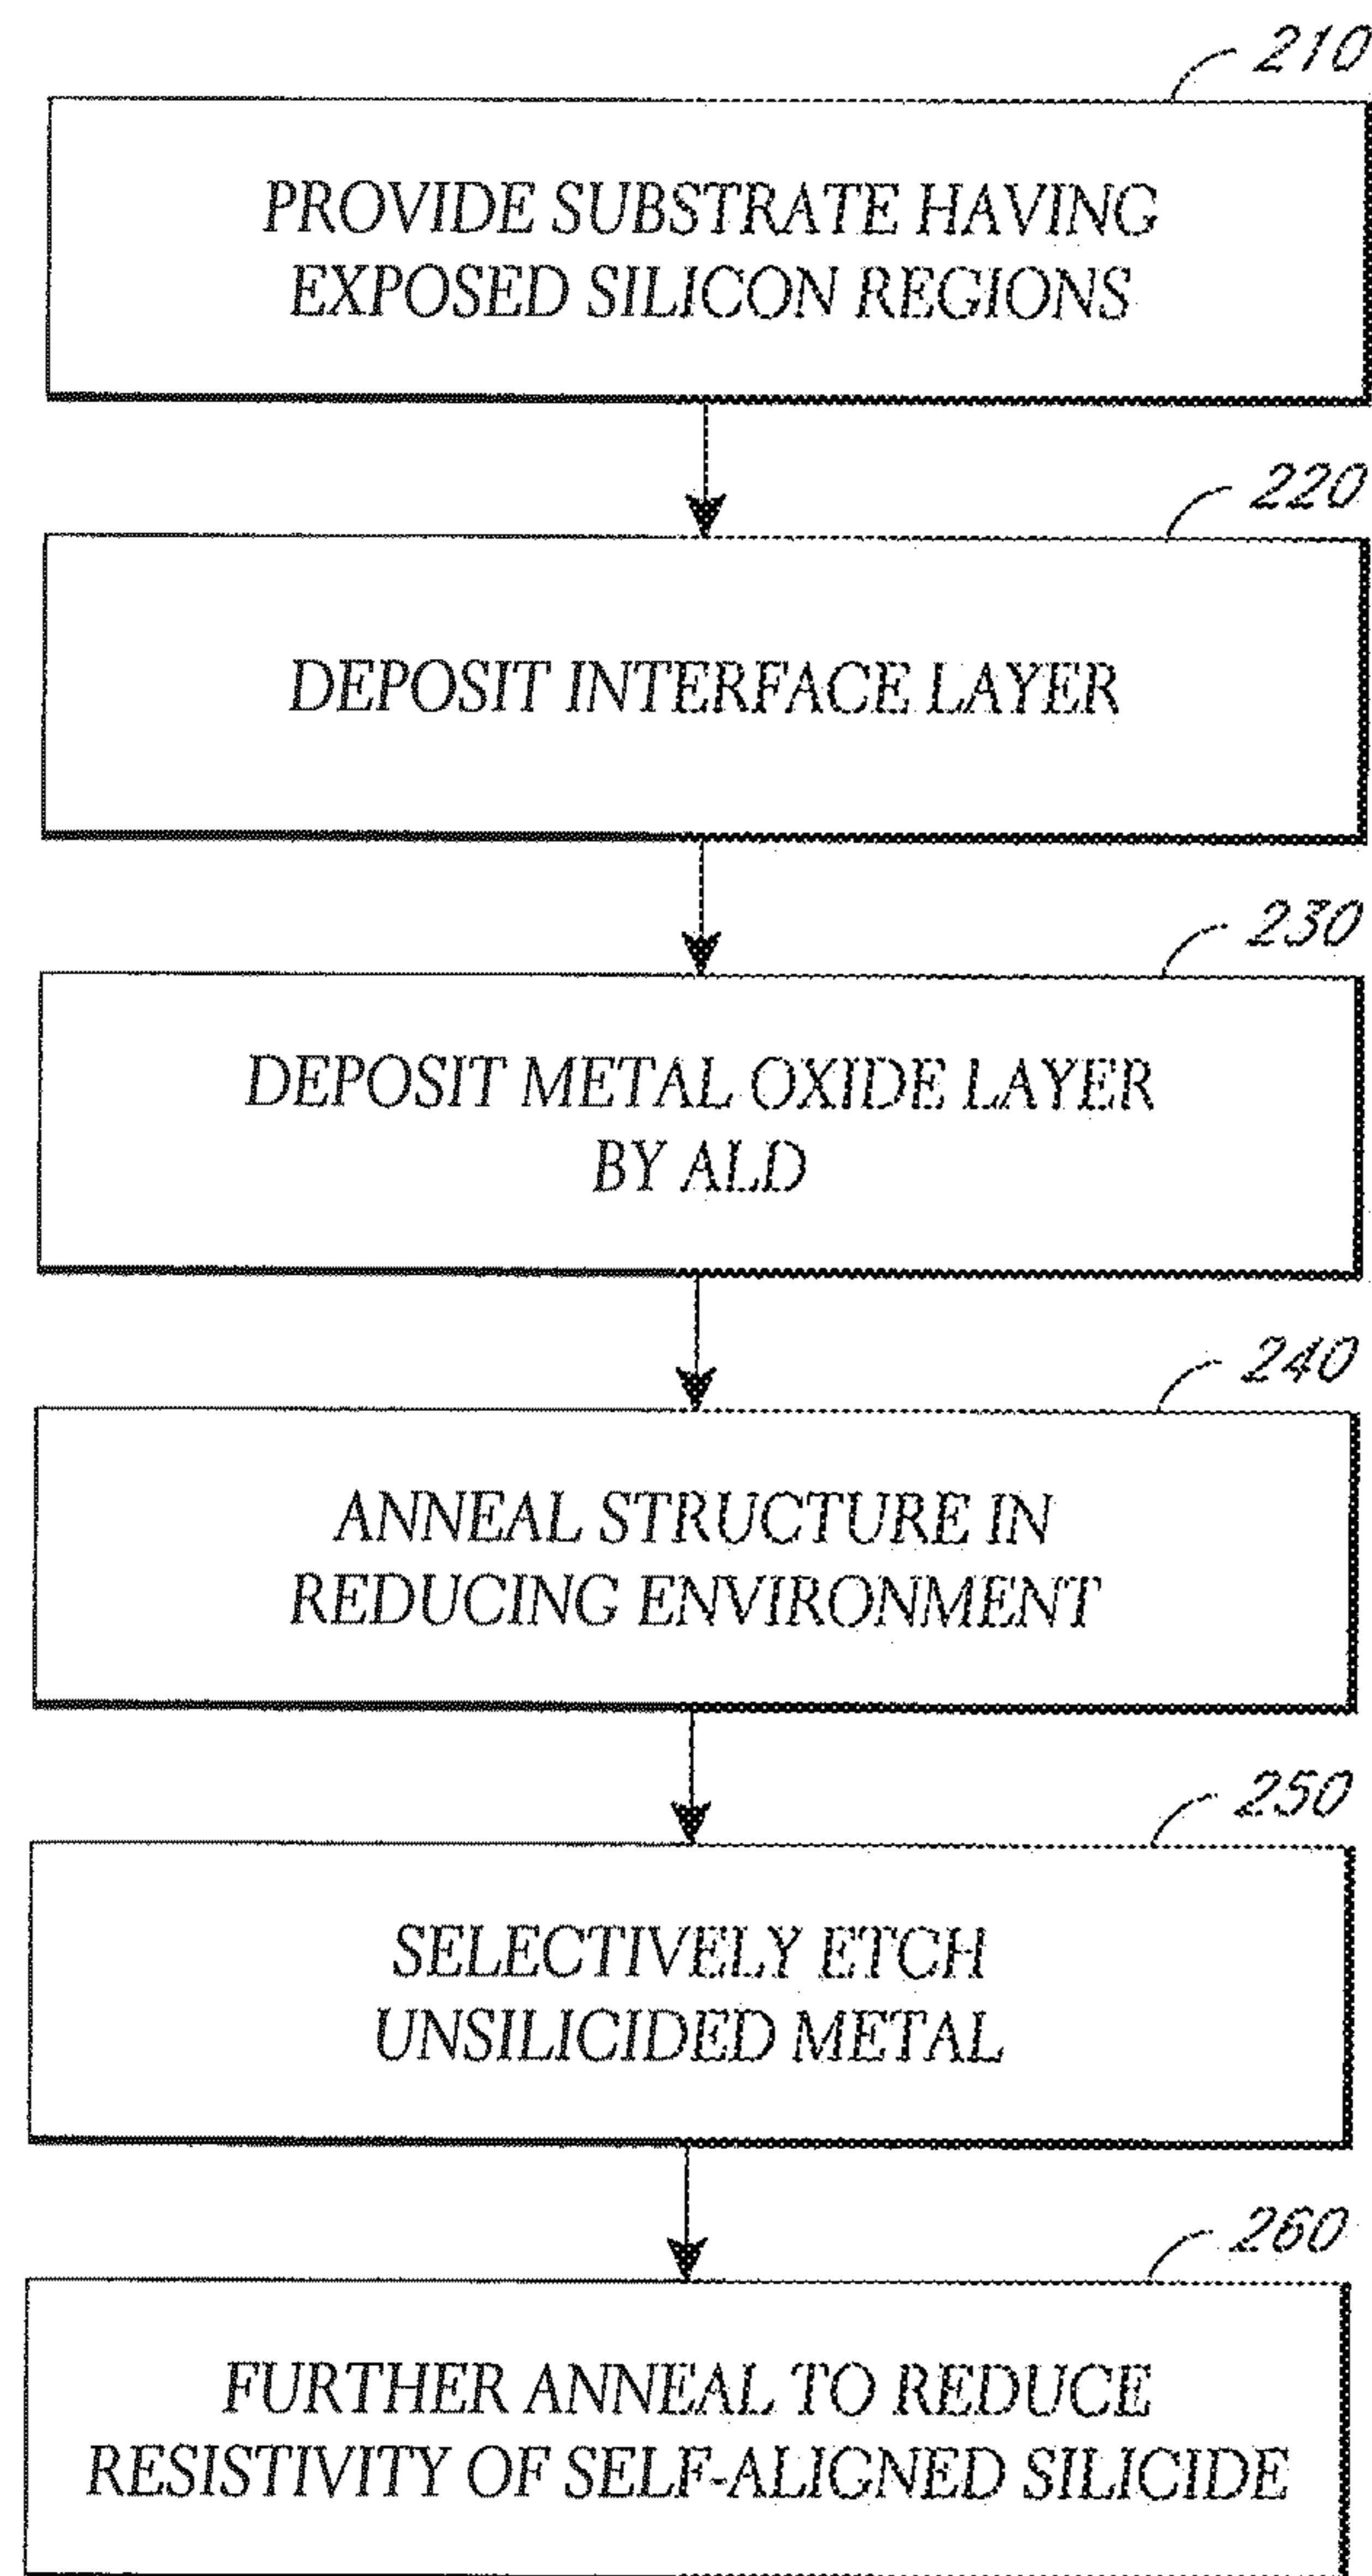 210
PROVIDE SUBSTRATE HAVING
EXPOSED SILICON REGIONS
220
DEPOSIT INTERFACE LAYER
230
DEPOSIT METAL OXIDE LAYER
BY ALD
240
ANNEAL STRUCTURE IN
REDUCING ENVIRONMENT
250
SELECTIVELY ETCH
UNSILICIDED METAL
260
FURTHER ANNEAL TO REDUCE
RESISTIVITY OF SELF-ALIGNED SILICIDE